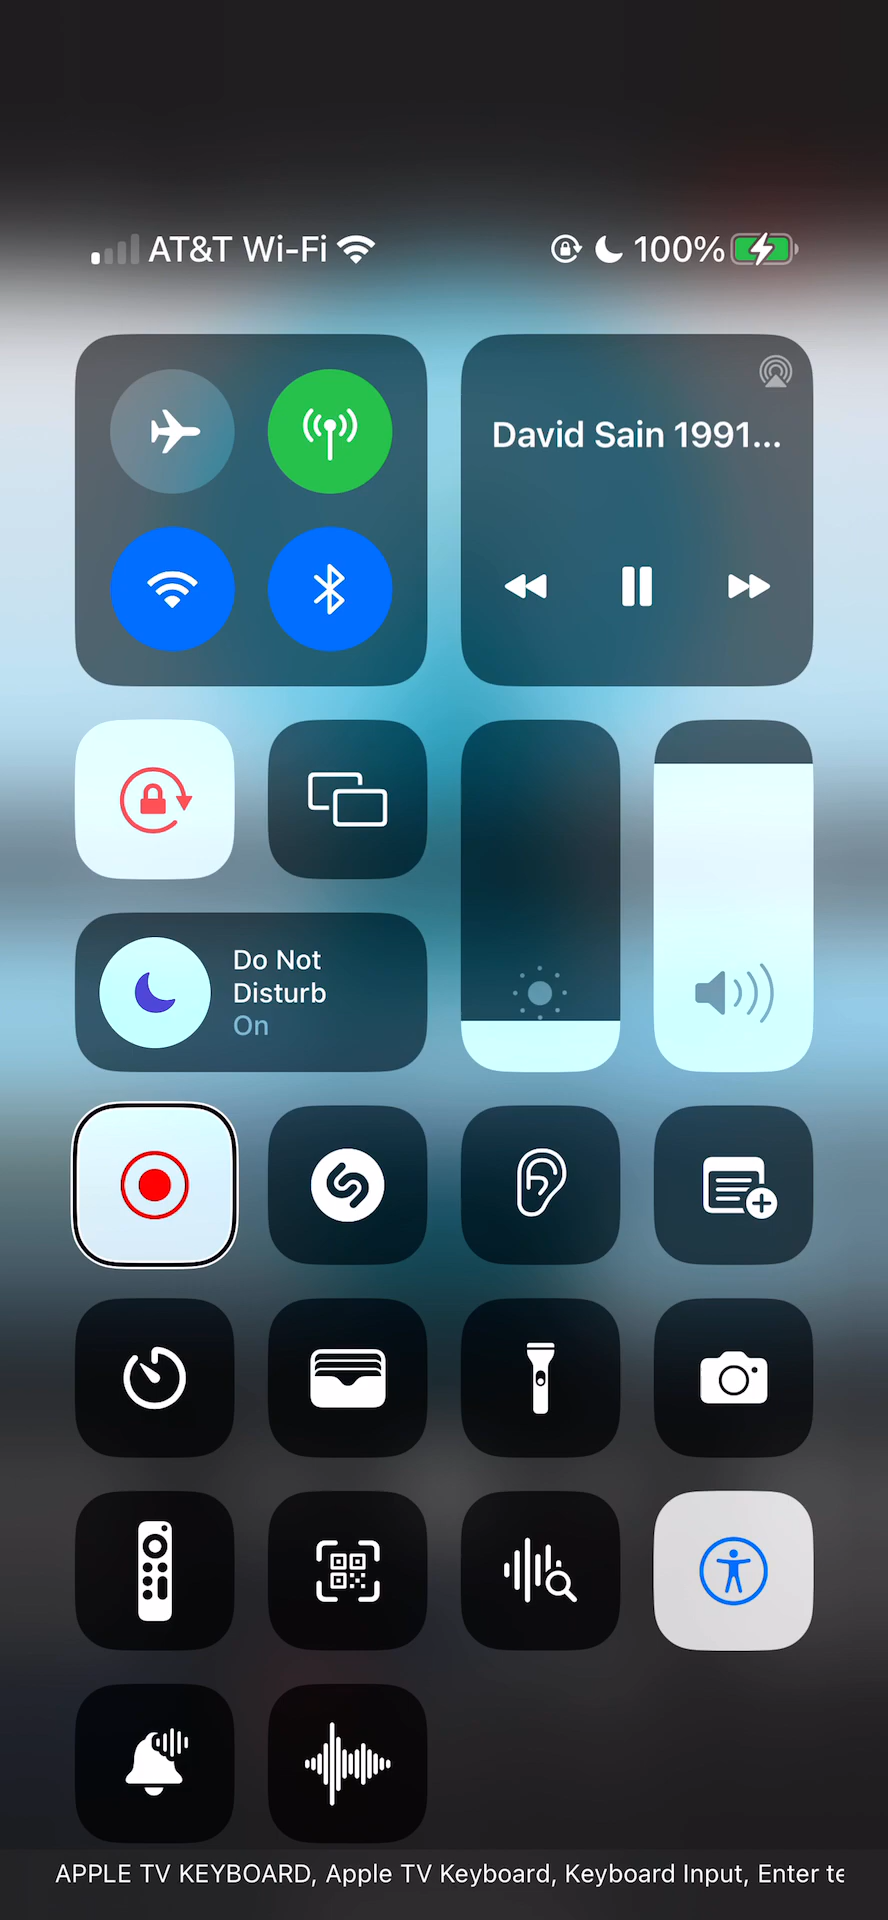 AT&T Wi-Fi 100%
David Sain 1991...
Do Not
Disturb
On
APPLE TV KEYBOARD, Apple TV Keyboard, Keyboard Input, Enter te